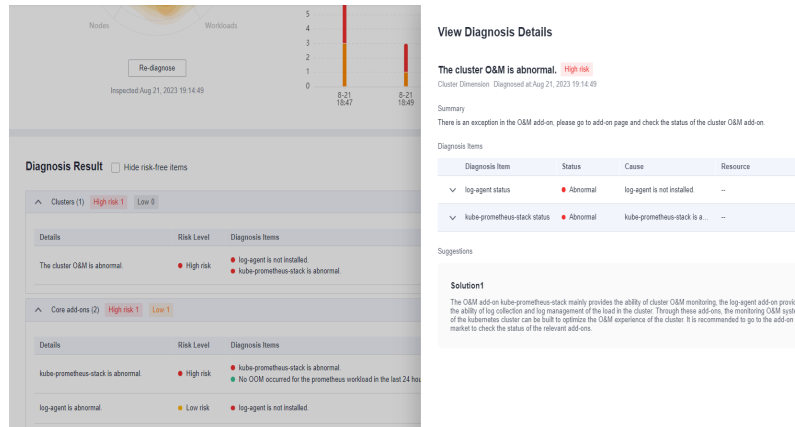 Nodes
Workloads
Re-diagnose
Inspected Aug 21, 2023 19:14:49
5
4
3
2
1
0
8-21
18:47
8-21
18:49
Diagnosis Result
Hide risk-free items
Clusters (1) High risk 1 Low 0
Details Risk Level Diagnosis Items
The cluster O&M is abnormal. High risk
log-agent is not installed.
kube-prometheus-stack is abnormal.
Core add-ons (2) High risk 1 Low 1
Details Risk Level Diagnosis Items
kube-prometheus-stack is abnormal. High risk
kube-prometheus-stack is abnormal.
No OOM occurred for the prometheus workload in the last 24 hou
log-agent is abnormal. Low risk log-agent is not installed.
View Diagnosis Details
The cluster O&M is abnormal. High risk
Cluster Dimension Diagnosed at Aug 21, 2023 19:14:49
Summary
There is an exception in the O&M add-on, please go to add-on page and check the status of the cluster O&M add-on.
Diagnosis Items
Diagnosis Item Status Cause Resource
log-agent status Abnormal log-agent is not installed. --
kube-prometheus-stack status Abnormal kube-prometheus-stack is a... --
Suggestions
Solution1
The O&M add-on kube-prometheus-stack mainly provides the ability of cluster O&M monitoring, the log-agent add-on provid
the ability of log collection and log management of the load in the cluster. Through these add-ons, the monitoring O&M syste
of the kubernetes cluster can be built to optimize the O&M experience of the cluster. It is recommended to go to the add-on
market to check the status of the relevant add-ons.